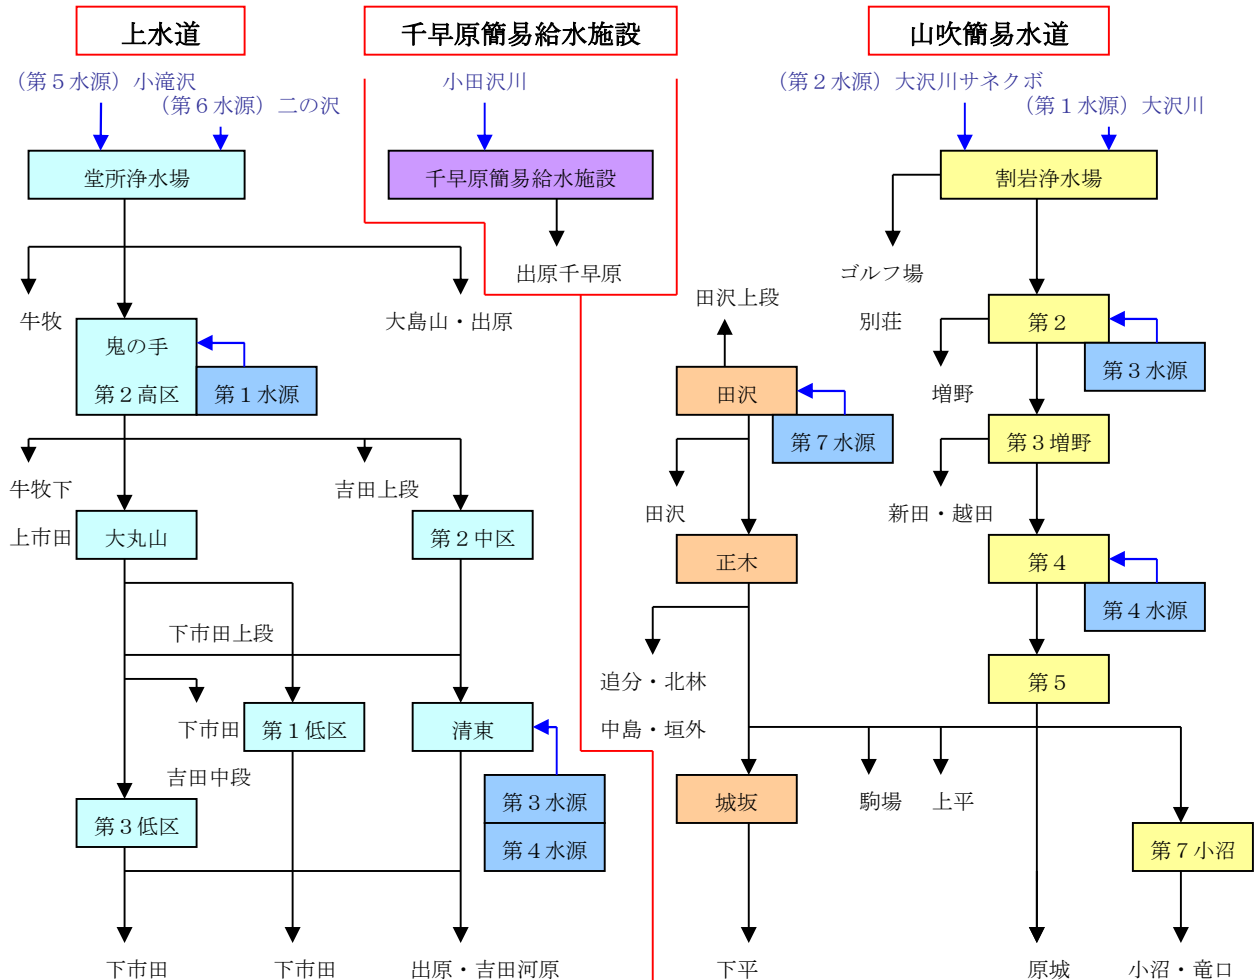 上水道
千早原簡易給水施設
山吹簡易水道
(第５水源）小滝沢
(第６水源）二の沢
小田沢川
(第２水源）大沢川サネクボ
(第１水源）大沢川
堂所浄水場
千早原簡易給水施設
割岩浄水場
牛牧
大島山・出原
出原千早原
ゴルフ場
田沢上段
別荘
鬼の手
第２高区
第１水源
田沢
第７水源
第２
第３水源
増野
第３増野
牛牧下
吉田上段
田沢
新田・越田
上市田
大丸山
第２中区
正木
第４
第４水源
下市田上段
追分・北林
中島・垣外
第５
下市田
第１低区
清東
吉田中段
第３水源
第４水源
城坂
駒場
上平
第３低区
第７小沼
下市田
下市田
出原・吉田河原
下平
原城
小沼・竜口